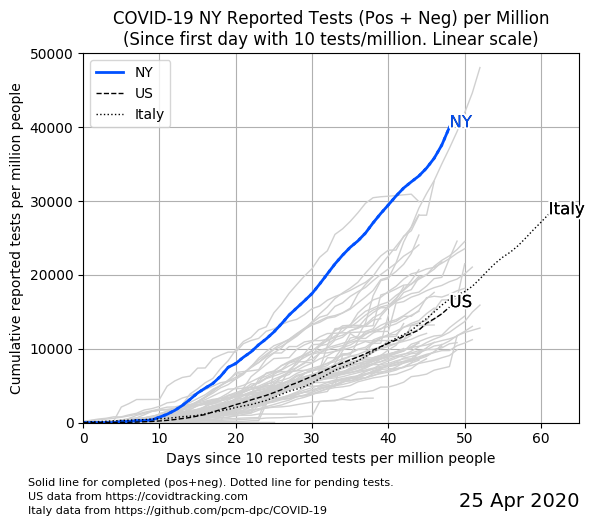 COVID-19 NY Reported Tests (Pos + Neg) per Million
(Since first day with 10 tests/million. Linear scale)
Cumulative reported tests per million people
50000
40000
30000
20000
10000
0
NY
US
Italy
NY
Italy
US
0 10 20 30 40 50 60
Days since 10 reported tests per million people
Solid line for completed (pos+neg). Dotted line for pending tests.
US data from https://covidtracking.com
Italy data from https://github.com/pcm-dpc/COVID-19
25 Apr 2020